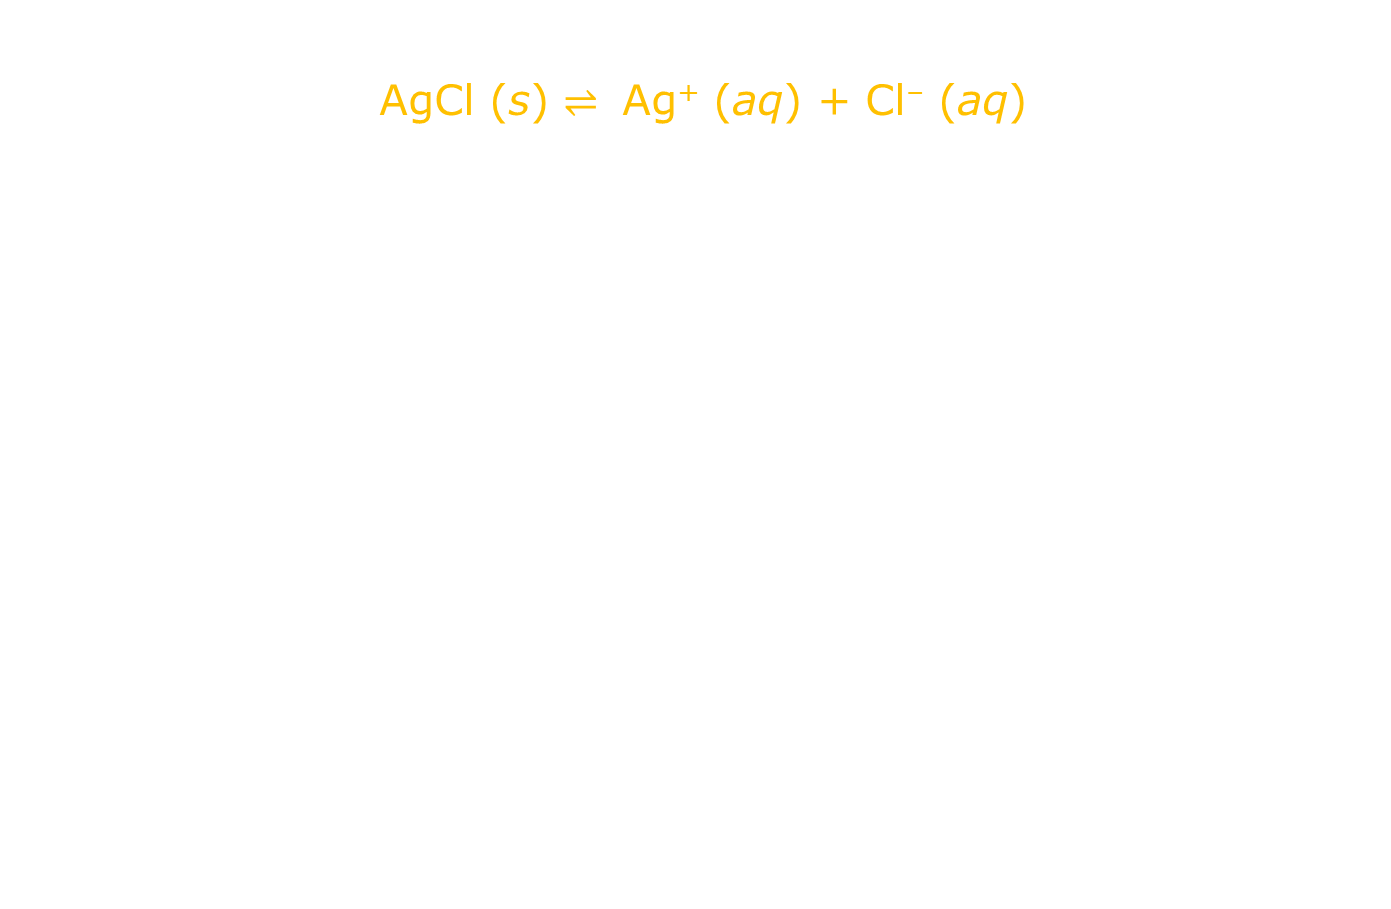 AgCl (s) ⇌ Ag⁺ (aq) + Cl⁻ (aq)